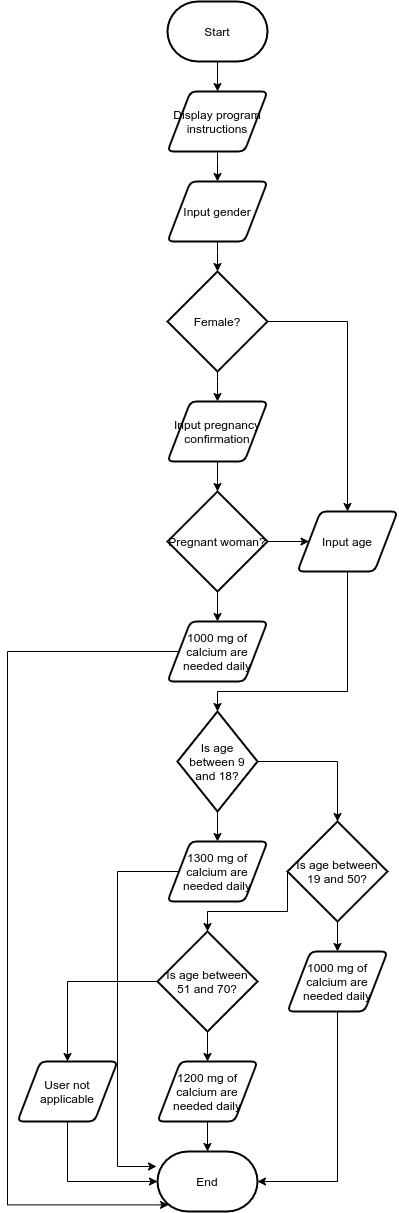 Start
Display program
instructions
Input gender
Female?
Input pregnancy
confirmation
Pregnant woman?
Input age
1000 mg of
calcium are
needed daily
Is age
between 9
and 18?
1300 mg of
calcium are
needed daily
Is age between
19 and 50?
Is age between
51 and 70?
1000 mg of
calcium are
needed daily
User not
applicable
1200 mg of
calcium are
needed daily
End